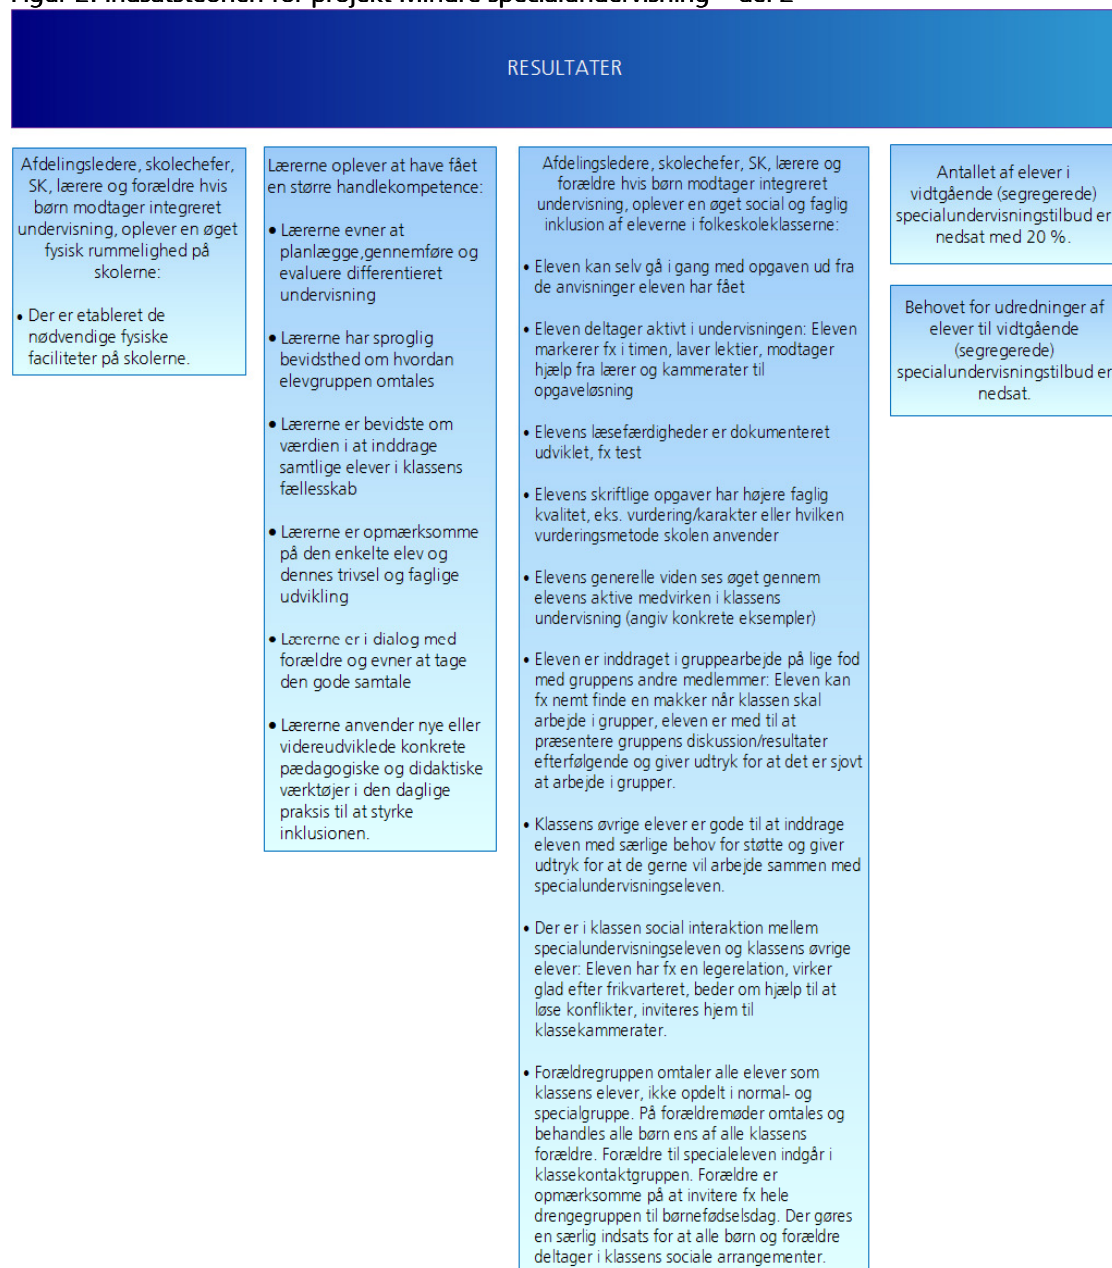 Figur 2: Indsatsteorien for projekt Mindre specialundervisning – del 2
RESULTATER
Afdelingsledere, skolechefer,
SK, lærere og forældre hvis
børn modtager integreret
undervisning, oplever en øget
fysisk rummelighed på
skolerne:
• Der er etableret de
nødvendige fysiske
faciliteter på skolerne.
Lærerne oplever at have fået
en større handlekompetence:
• Lærerne evner at
planlægge,gennemføre og
evaluere differentieret
undervisning
• Lærerne har sproglig
bevidsthed om hvordan
elevgruppen omtales
• Lærerne er bevidste om
værdien i at inddrage
samtlige elever i klassens
fællesskab
• Lærerne er opmærksomme
på den enkelte elev og
dennes trivsel og faglige
udvikling
• Lærerne er i dialog med
forældre og evner at tage
den gode samtale
• Lærerne anvender nye eller
videreudviklede konkrete
pædagogiske og didaktiske
værktøjer i den daglige
praksis til at styrke
inklusionen.
Afdelingsledere, skolechefer, SK, lærere og
forældre hvis børn modtager integreret
undervisning, oplever en øget social og faglig
inklusion af eleverne i folkeskoleklasserne:
• Eleven kan selv gå i gang med opgaven ud fra
de anvisninger eleven har fået
• Eleven deltager aktivt i undervisningen: Eleven
markerer fx i timen, laver lektier, modtager
hjælp fra lærer og kammerater til
opgaveløsning
• Elevens læsefærdigheder er dokumenteret
udviklet, fx test
• Elevens skriftlige opgaver har højere faglig
kvalitet, eks. vurdering/karakter eller hvilken
vurderingsmetode skolen anvender
• Elevens generelle viden ses øget gennem
elevens aktive medvirken i klassens
undervisning (angiv konkrete eksempler)
• Eleven er inddraget i gruppearbejde på lige fod
med gruppens andre medlemmer: Eleven kan
fx nemt finde en makker når klassen skal
arbejde i grupper, eleven er med til at
præsentere gruppens diskussion/resultater
efterfølgende og giver udtryk for at det er sjovt
at arbejde i grupper.
• Klassens øvrige elever er gode til at inddrage
eleven med særlige behov for støtte og giver
udtryk for at de gerne vil arbejde sammen med
specialundervisningseleven.
• Der er i klassen social interaktion mellem
specialundervisningseleven og klassens øvrige
elever: Eleven har fx en legerelation, virker
glad efter frikvarteret, beder om hjælp til at
løse konflikter, inviteres hjem til
klassekammerater.
• Forældregruppen omtaler alle elever som
klassens elever, ikke opdelt i normal- og
specialgruppe. På forældremøder omtales og
behandles alle børn ens af alle klassens
forældre. Forældre til specialeleven indgår i
klassekontaktgruppen. Forældre er
opmærksomme på at invitere fx hele
drengegruppen til børnefødselsdag. Der gøres
en særlig indsats for at alle børn og forældre
deltager i klassens sociale arrangementer.
Antallet af elever i
vidtgående (segregerede)
specialundervisningstilbud er
nedsat med 20 %.
Behovet for udredninger af
elever til vidtgående
(segregerede)
specialundervisningstilbud er
nedsat.